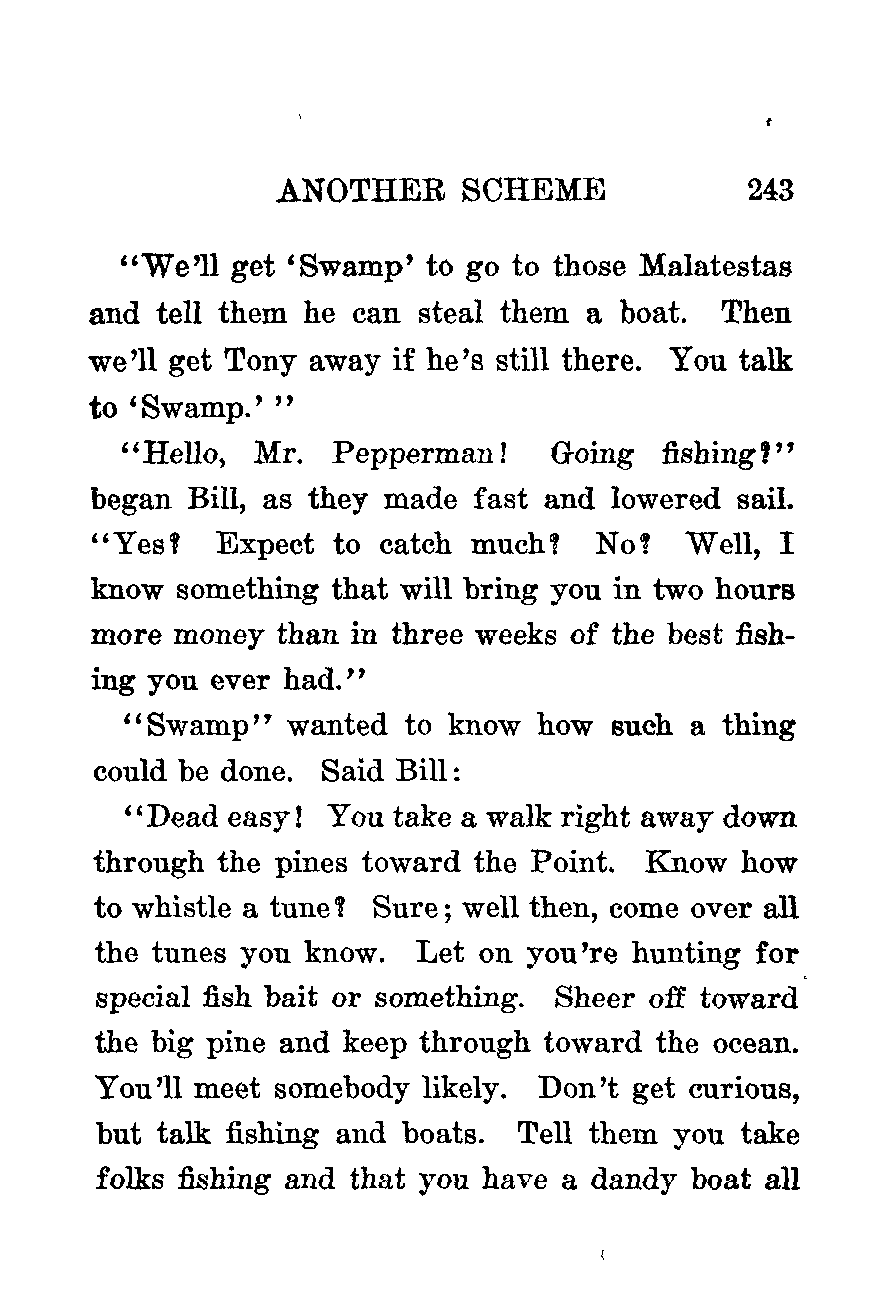 ANOTHER SCHEME 243
“We’ll get ‘Swamp’ to go to those Malatestas
and tell them he can steal them a boat. Then
we’ll get Tony away if he’s still there. You talk
to ‘Swamp.’ ”
“Hello, Mr. Pepperman! Going fishing?”
began Bill, as they made fast and lowered sail.
“Yes? Expect to catch much? No? Well, I
know something that will bring you in two hours
more money than in three weeks of the best fish-
ing you ever had.”
“Swamp” wanted to know how such a thing
could be done. Said Bill:
“Dead easy! You take a walk right away down
through the pines toward the Point. Know how
to whistle a tune? Sure; well then, come over all
the tunes you know. Let on you’re hunting for
special fish bait or something. Sheer off toward
the big pine and keep through toward the ocean.
You’ll meet somebody likely. Don’t get curious,
but talk fishing and boats. Tell them you take
folks fishing and that you have a dandy boat all